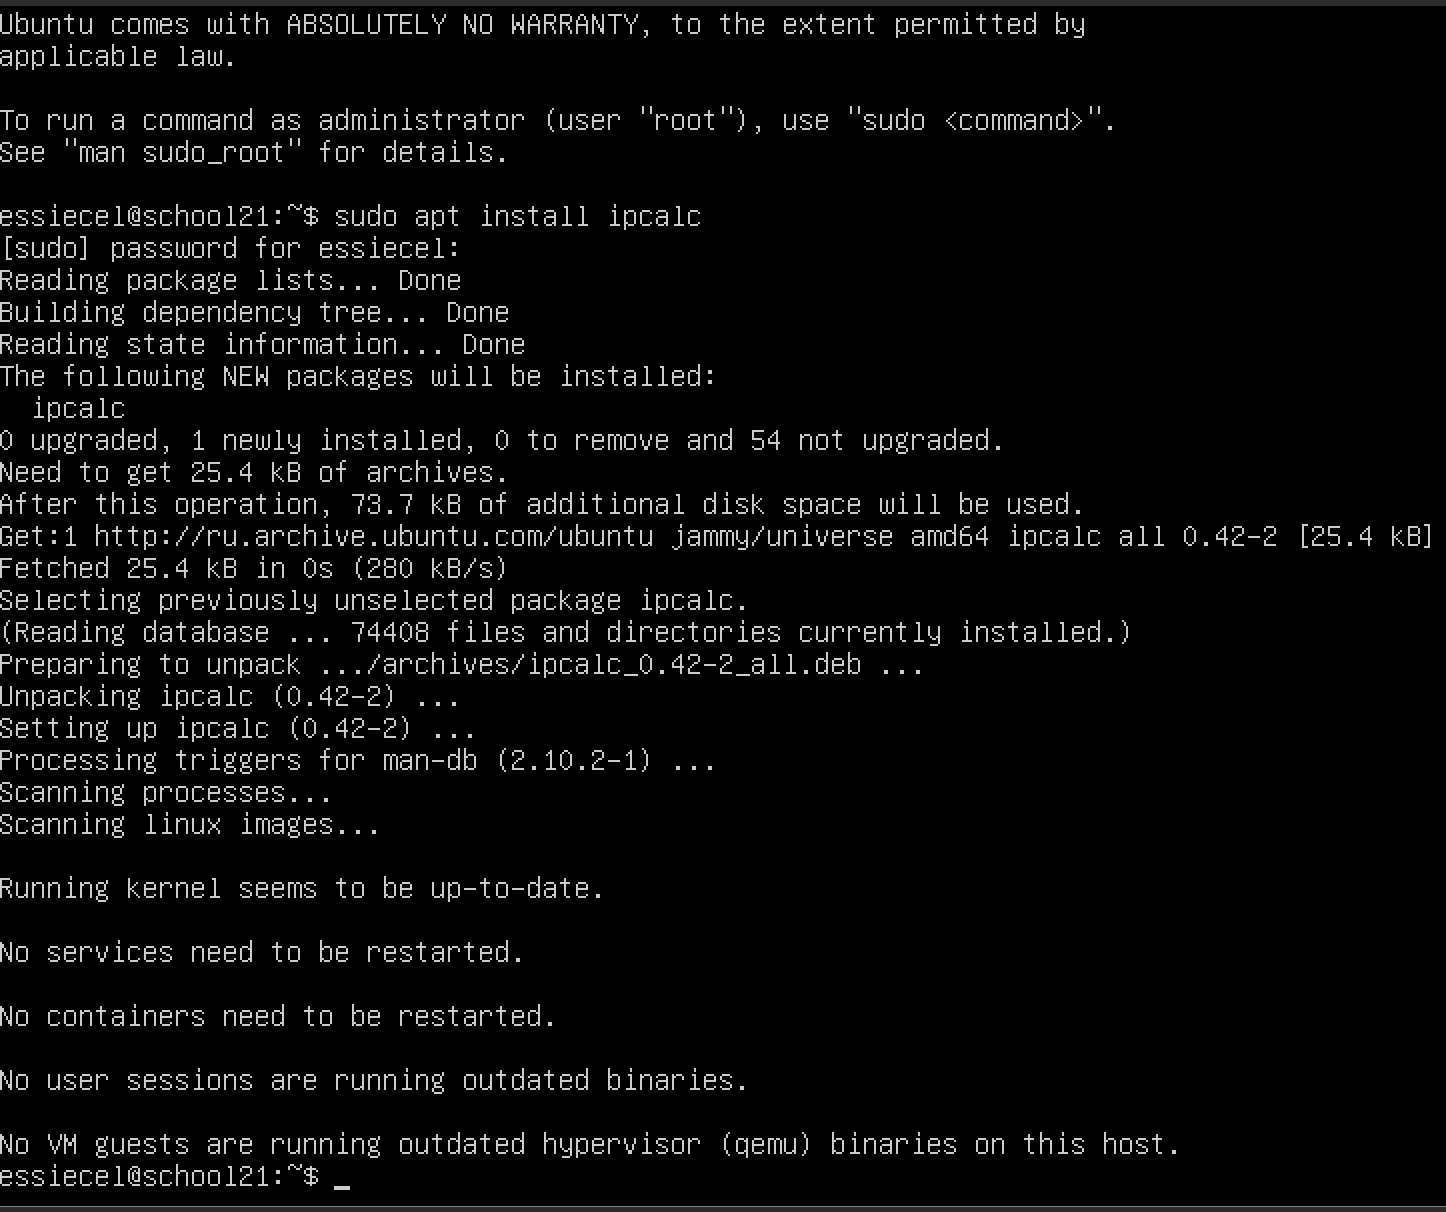 Ubuntu comes with ABSOLUTELY NO WARRANTY, to the extent permitted by
applicable law.

To run a command as administrator (user "root"), use "sudo <command>".
See "man sudo_root" for details.

essiecel@school21:~$ sudo apt install ipcalc
[sudo] password for essiecel:
Reading package lists... Done
Building dependency tree... Done
Reading state information... Done
The following NEW packages will be installed:
  ipcalc
0 upgraded, 1 newly installed, 0 to remove and 54 not upgraded.
Need to get 25.4 kB of archives.
After this operation, 73.7 kB of additional disk space will be used.
Get:1 http://ru.archive.ubuntu.com/ubuntu jammy/universe amd64 ipcalc all 0.42-2 [25.4 kB]
Fetched 25.4 kB in 0s (280 kB/s)
Selecting previously unselected package ipcalc.
(Reading database ... 74408 files and directories currently installed.)
Preparing to unpack .../archives/ipcalc_0.42-2_all.deb ...
Unpacking ipcalc (0.42-2) ...
Setting up ipcalc (0.42-2) ...
Processing triggers for man-db (2.10.2-1) ...
Scanning processes...
Scanning linux images...

Running kernel seems to be up-to-date.

No services need to be restarted.

No containers need to be restarted.

No user sessions are running outdated binaries.

No VM guests are running outdated hypervisor (qemu) binaries on this host.
essiecel@school21:~$ _